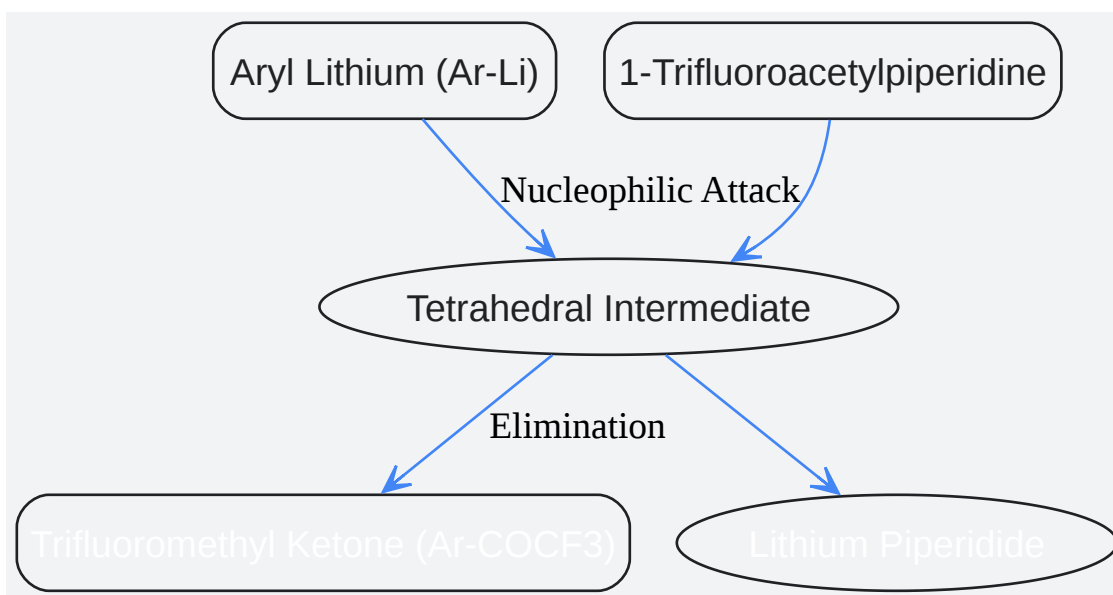 Aryl Lithium (Ar-Li)
1-Trifluoroacetylpiperidine
Nucleophilic Attack
Tetrahedral Intermediate
Elimination
Trifluoromethyl Ketone (Ar-COCF3)
Lithium Piperidide